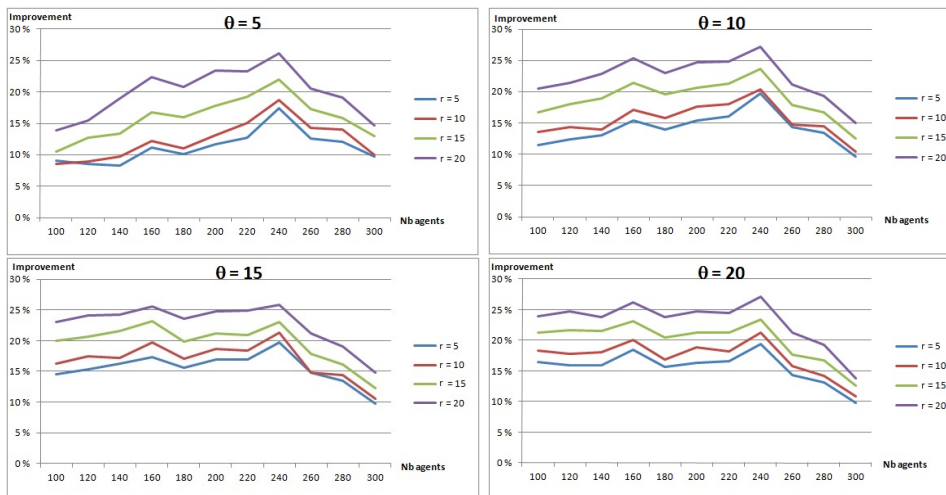 Improvement
θ = 5
30 %
25 %
20 %
15 %
10 %
5 %
0 %
100 120 140 160 180 200 220 240 260 280 300
Nb agents
r = 5
r = 10
r = 15
r = 20
Improvement
θ = 10
30 %
25 %
20 %
15 %
10 %
5 %
0 %
100 120 140 160 180 200 220 240 260 280 300
Nb agents
r = 5
r = 10
r = 15
r = 20
Improvement
θ = 15
30 %
25 %
20 %
15 %
10 %
5 %
0 %
100 120 140 160 180 200 220 240 260 280 300
Nb agents
r = 5
r = 10
r = 15
r = 20
Improvement
θ = 20
30 %
25 %
20 %
15 %
10 %
5 %
0 %
100 120 140 160 180 200 220 240 260 280 300
Nb agents
r = 5
r = 10
r = 15
r = 20